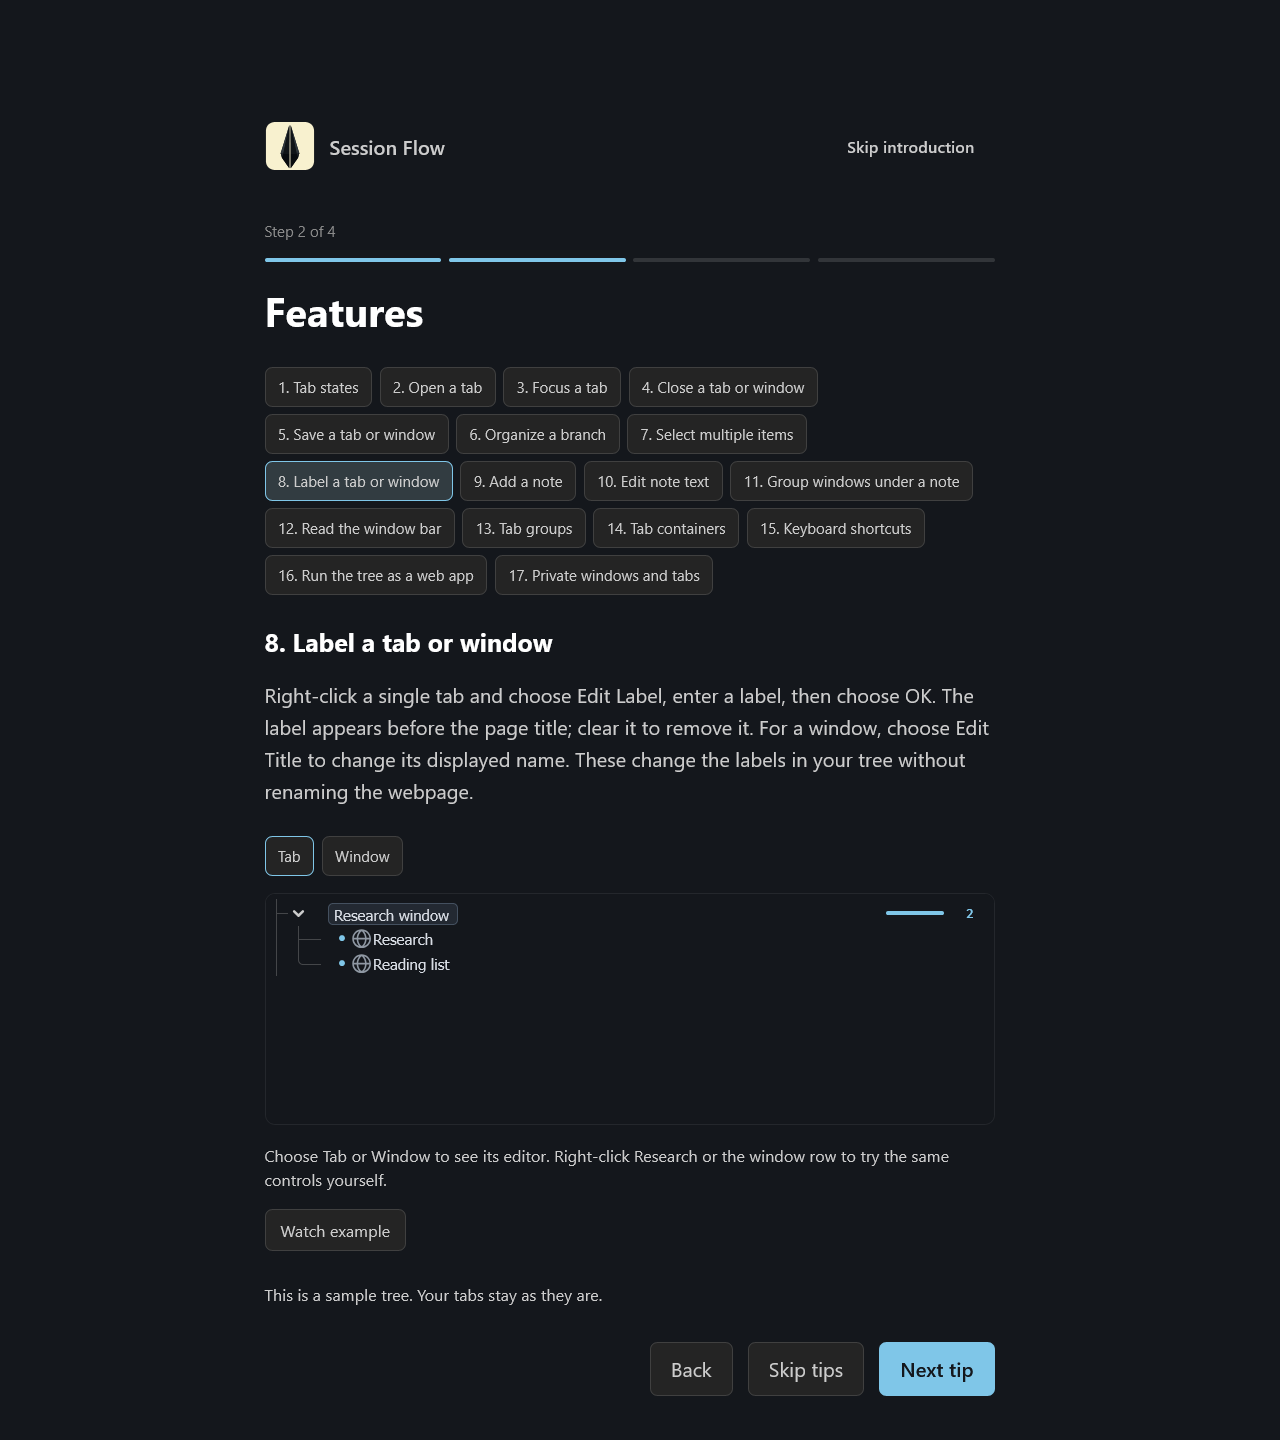 Session Flow
Skip introduction
Step 2 of 4
Features
1. Tab states
2. Open a tab
3. Focus a tab
4. Close a tab or window
5. Save a tab or window
6. Organize a branch
7. Select multiple items
8. Label a tab or window
9. Add a note
10. Edit note text
11. Group windows under a note
12. Read the window bar
13. Tab groups
14. Tab containers
15. Keyboard shortcuts
16. Run the tree as a web app
17. Private windows and tabs
8. Label a tab or window
Right-click a single tab and choose Edit Label, enter a label, then choose OK. The
label appears before the page title; clear it to remove it. For a window, choose Edit
Title to change its displayed name. These change the labels in your tree without
renaming the webpage.
Tab
Window
Research window
2
Research
Reading list
Choose Tab or Window to see its editor. Right-click Research or the window row to try the same
controls yourself.
Watch example
This is a sample tree. Your tabs stay as they are.
Back
Skip tips
Next tip